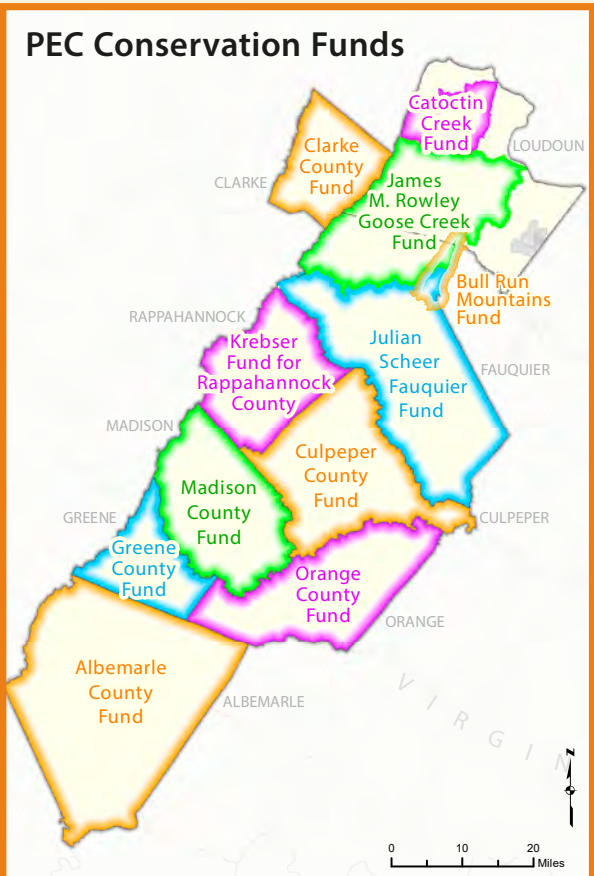 PEC Conservation Funds
Catoctin
Creek
Fund
LOUDOUN
Clarke
County
Fund
CLARKE
James
M. Rowley
Goose Creek
Fund
Bull Run
Mountains
Fund
RAPPAHANNOCK
Krebser
Fund for
Rappahannock
County
Julian
Scheer
Fauquier
Fund
FAUQUIER
MADISON
Culpeper
County
Fund
Madison
County
Fund
GREENE
CULPEPER
Greene
County
Fund
Orange
County
Fund
ORANGE
Albemarle
County
Fund
ALBEMARLE
VIRGIN
N
0 10 20
Miles